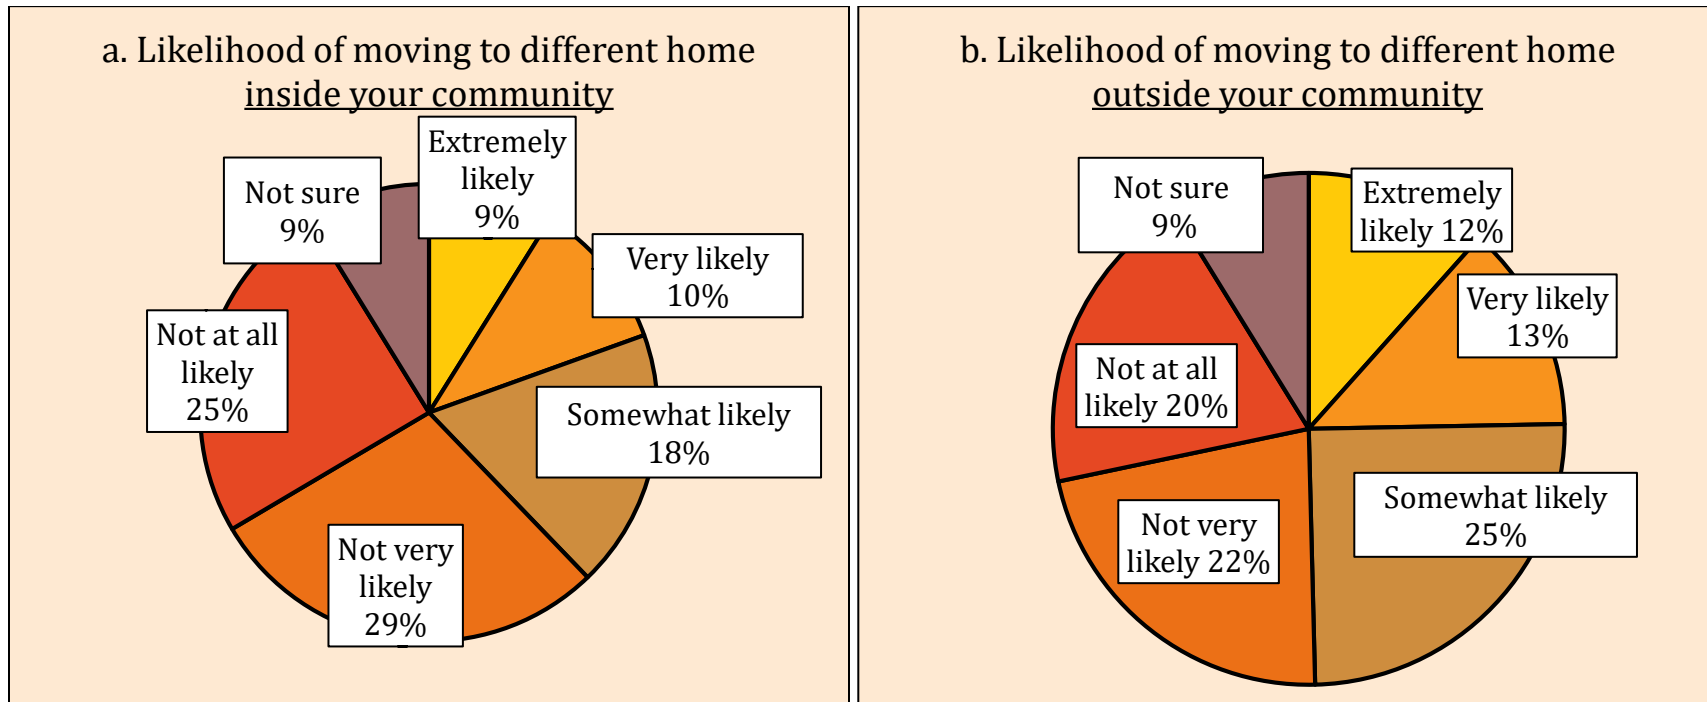 a. Likelihood of moving to different home
inside your community
Extremely
likely
9%
Very likely
10%
Somewhat likely
18%
Not very
likely
29%
Not at all
likely
25%
Not sure
9%
b. Likelihood of moving to different home
outside your community
Extremely
likely 12%
Very likely
13%
Somewhat likely
25%
Not very
likely 22%
Not at all
likely 20%
Not sure
9%